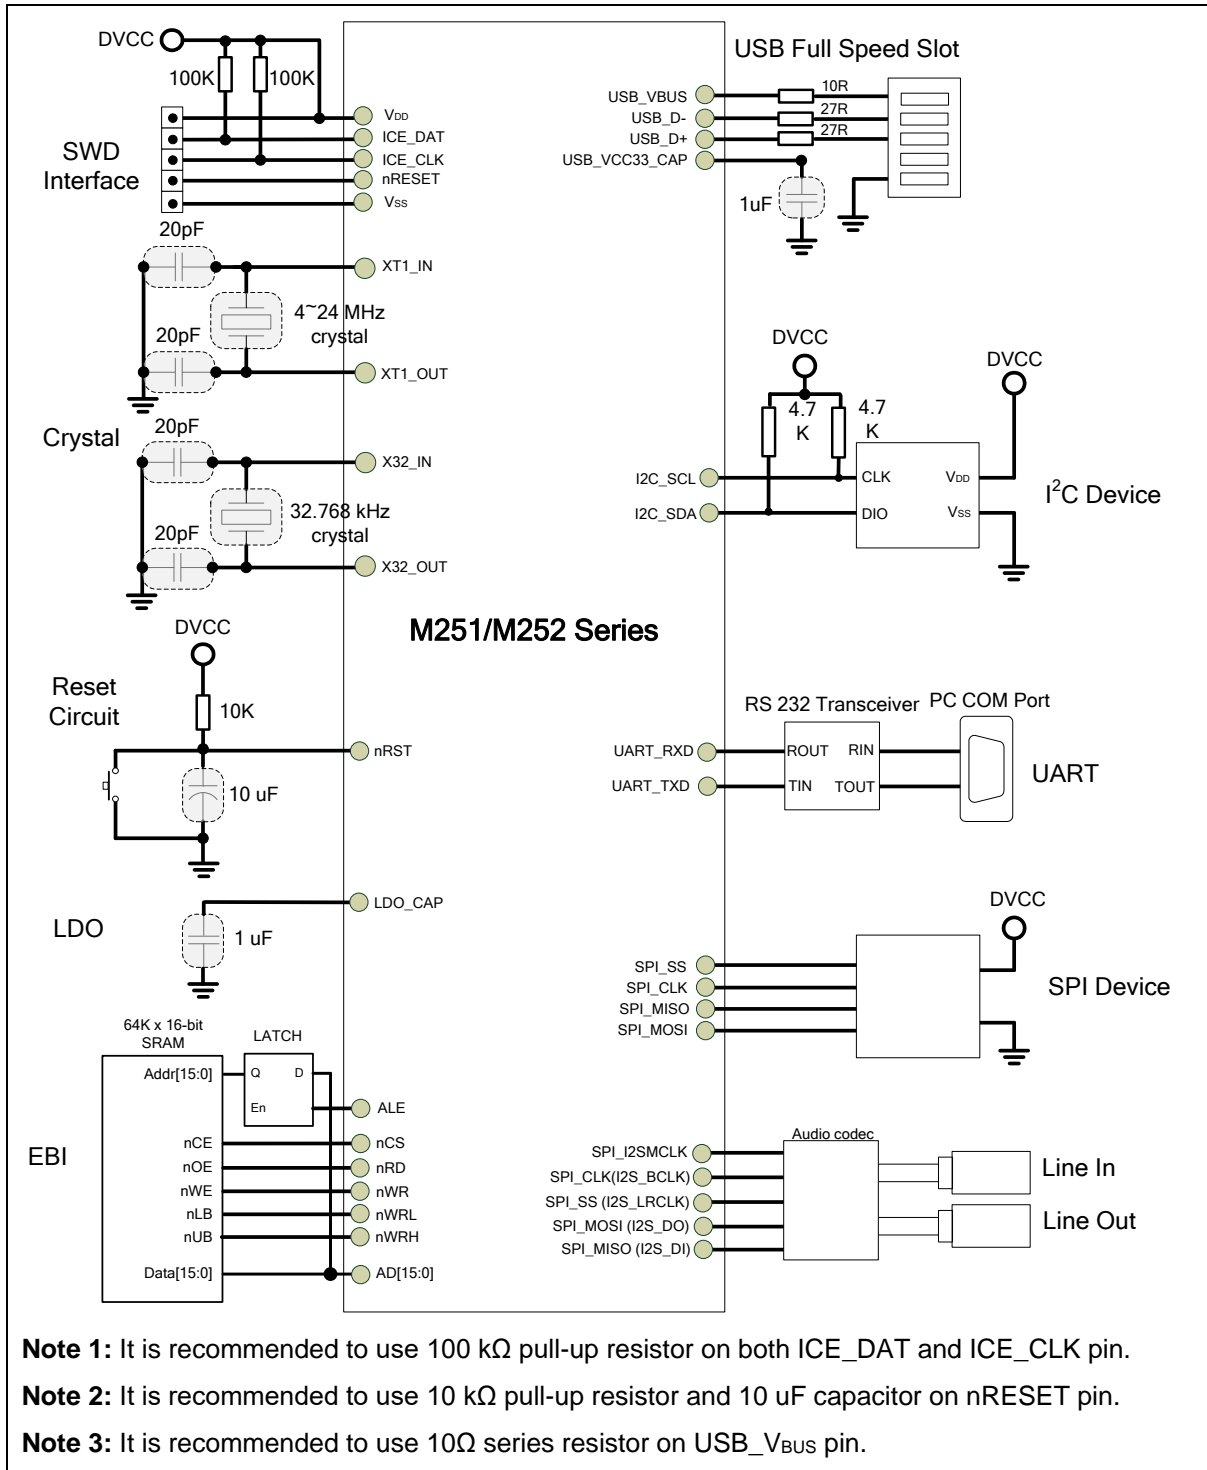 DVCC
100K
100K
SWD
Interface
VDD
ICE_DAT
ICE_CLK
nRESET
Vss
20pF
XT1_IN
4~24 MHz
crystal
20pF
XT1_OUT
Crystal
20pF
X32_IN
32.768 kHz
crystal
20pF
X32_OUT
DVCC
Reset
Circuit
10K
nRST
10 uF
LDO
LDO_CAP
1 uF
64K x 16-bit
SRAM
LATCH
Addr[15:0]
Q D
En
ALE
EBI
nCE
nCS
nOE
nRD
nWE
nWR
nLB
nWRL
nUB
nWRH
Data[15:0]
AD[15:0]
M251/M252 Series
USB Full Speed Slot
USB_VBUS
10R
USB_D-
27R
USB_D+
27R
USB_VCC33_CAP
1uF
DVCC
DVCC
4.7
K
4.7
K
I2C_SCL
CLK
VDD
I2C_SDA
DIO
Vss
I2C Device
RS 232 Transceiver
PC COM Port
UART_RXD
ROUT RIN
UART_TXD
TIN TOUT
UART
DVCC
SPI_SS
SPI_CLK
SPI_MISO
SPI_MOSI
SPI Device
Audio codec
SPI_I2SMCLK
SPI_CLK(I2S_BCLK)
SPI_SS (I2S_LRCLK)
SPI_MOSI (I2S_DO)
SPI_MISO (I2S_DI)
Line In
Line Out
Note 1: It is recommended to use 100 kΩ pull-up resistor on both ICE_DAT and ICE_CLK pin.
Note 2: It is recommended to use 10 kΩ pull-up resistor and 10 uF capacitor on nRESET pin.
Note 3: It is recommended to use 10Ω series resistor on USB_VBUS pin.